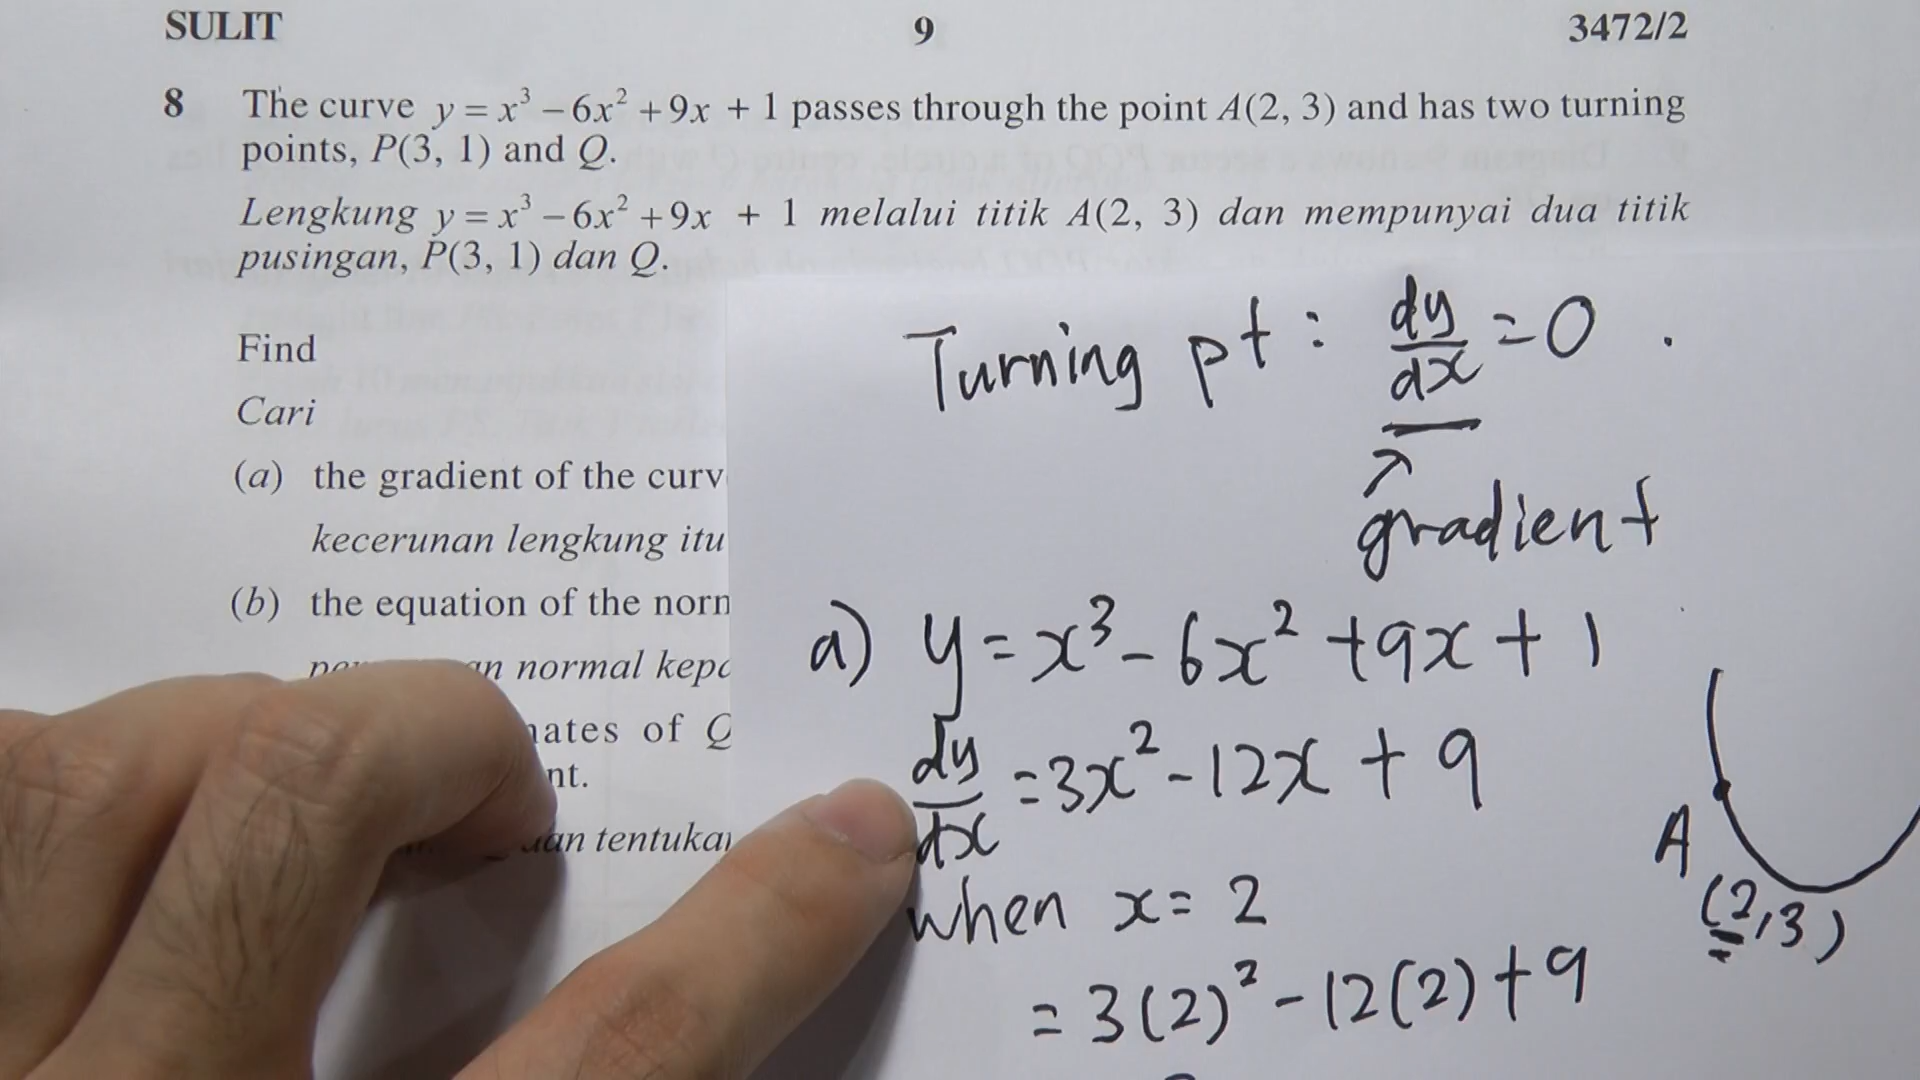 SULIT 9 3472/2
8 The curve y = x³ – 6x² + 9x + 1 passes through the point A(2, 3) and has two turning
points, P(3, 1) and Q.
Lengkung y = x³ – 6x² + 9x + 1 melalui titik A(2, 3) dan mempunyai dua titik
pusingan, P(3, 1) dan Q.
Find
Cari
(a) the gradient of the curv
kecerunan lengkung itu
(b) the equation of the norn
normal kepa
of Q
nt.
tentukan
Turning pt : dy/dx = 0 .
gradient
a) y = x³ - 6x² + 9x + 1
dy/dx = 3x² - 12x + 9
when x = 2
= 3(2)² - 12(2) + 9
A
(2,3)